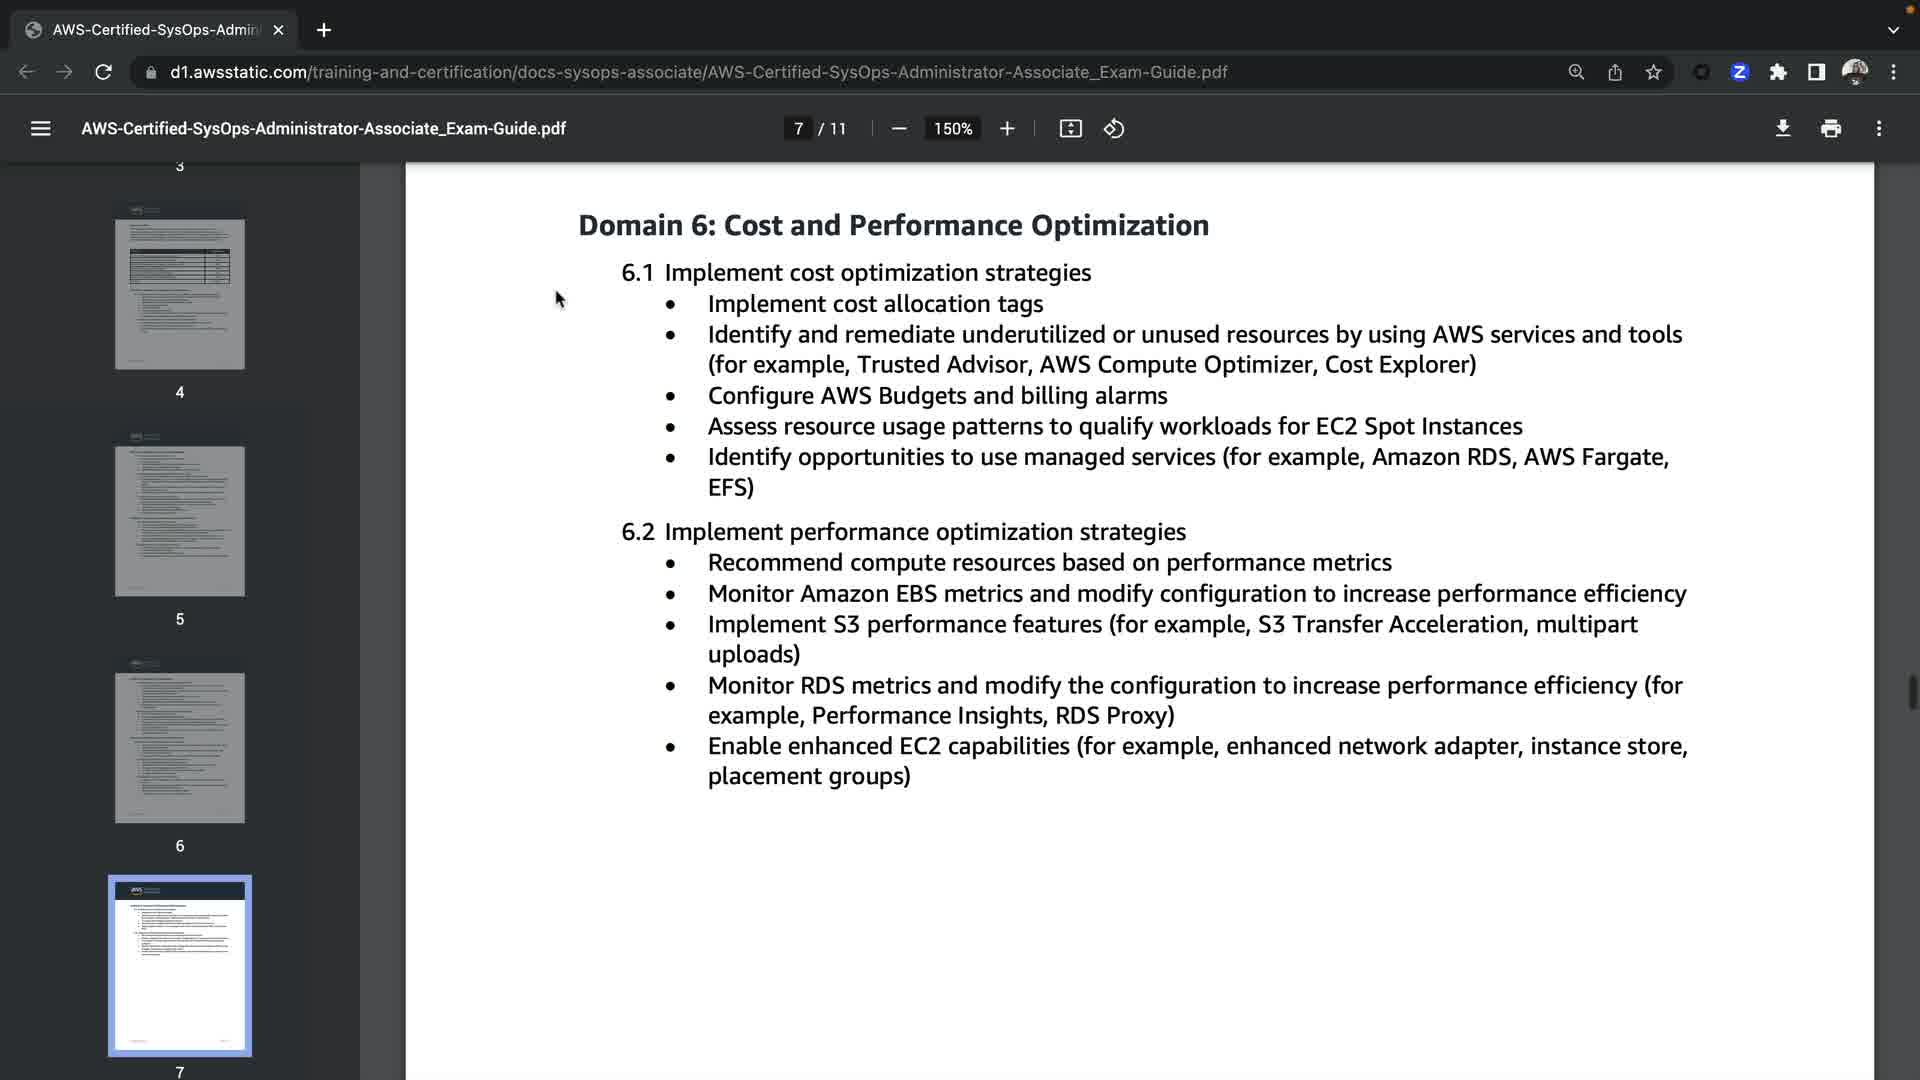 AWS-Certified-SysOps-Admin
d1.awsstatic.com/training-and-certification/docs-sysops-associate/AWS-Certified-SysOps-Administrator-Associate_Exam-Guide.pdf
Z
AWS-Certified-SysOps-Administrator-Associate_Exam-Guide.pdf
7 / 11
150%
3
4
5
6
aws
7
Domain 6: Cost and Performance Optimization
6.1 Implement cost optimization strategies
• Implement cost allocation tags
• Identify and remediate underutilized or unused resources by using AWS services and tools
(for example, Trusted Advisor, AWS Compute Optimizer, Cost Explorer)
• Configure AWS Budgets and billing alarms
• Assess resource usage patterns to qualify workloads for EC2 Spot Instances
• Identify opportunities to use managed services (for example, Amazon RDS, AWS Fargate,
EFS)
6.2 Implement performance optimization strategies
• Recommend compute resources based on performance metrics
• Monitor Amazon EBS metrics and modify configuration to increase performance efficiency
• Implement S3 performance features (for example, S3 Transfer Acceleration, multipart
uploads)
• Monitor RDS metrics and modify the configuration to increase performance efficiency (for
example, Performance Insights, RDS Proxy)
• Enable enhanced EC2 capabilities (for example, enhanced network adapter, instance store,
placement groups)